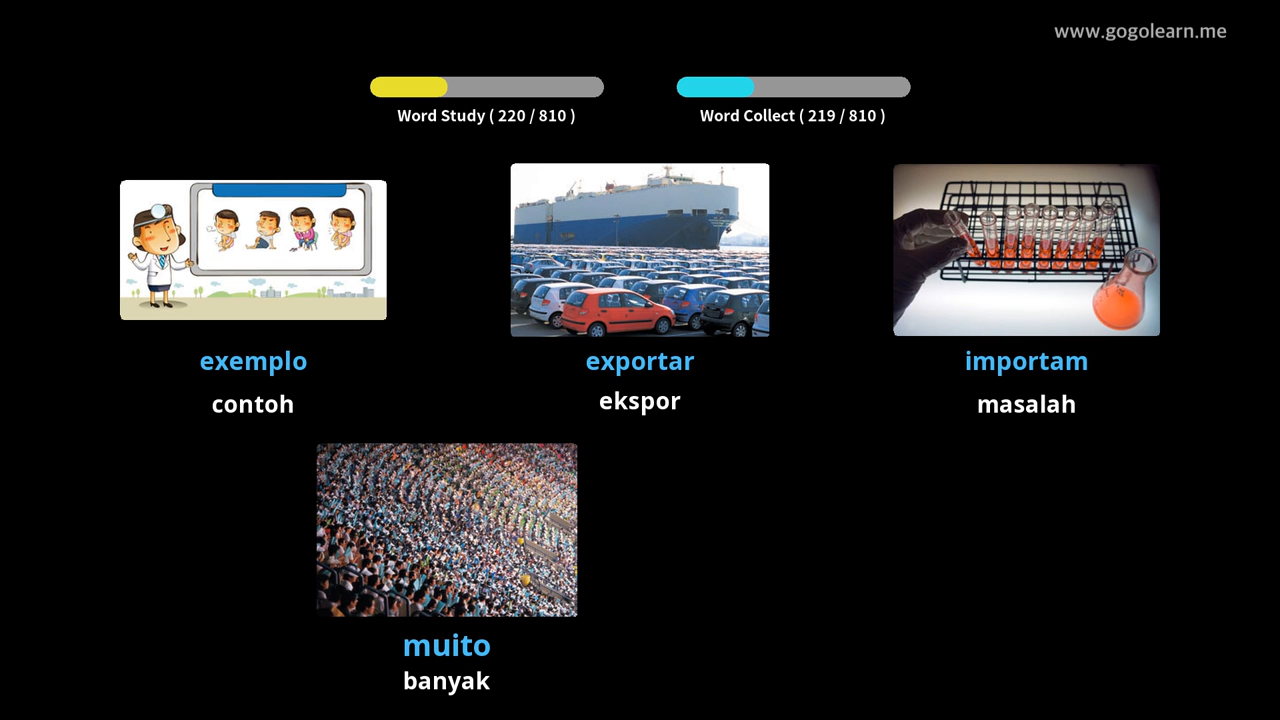 www.gogolearn.me
Word Study ( 220 / 810 )
Word Collect ( 219 / 810 )
exemplo
contoh
exportar
ekspor
importam
masalah
muito
banyak